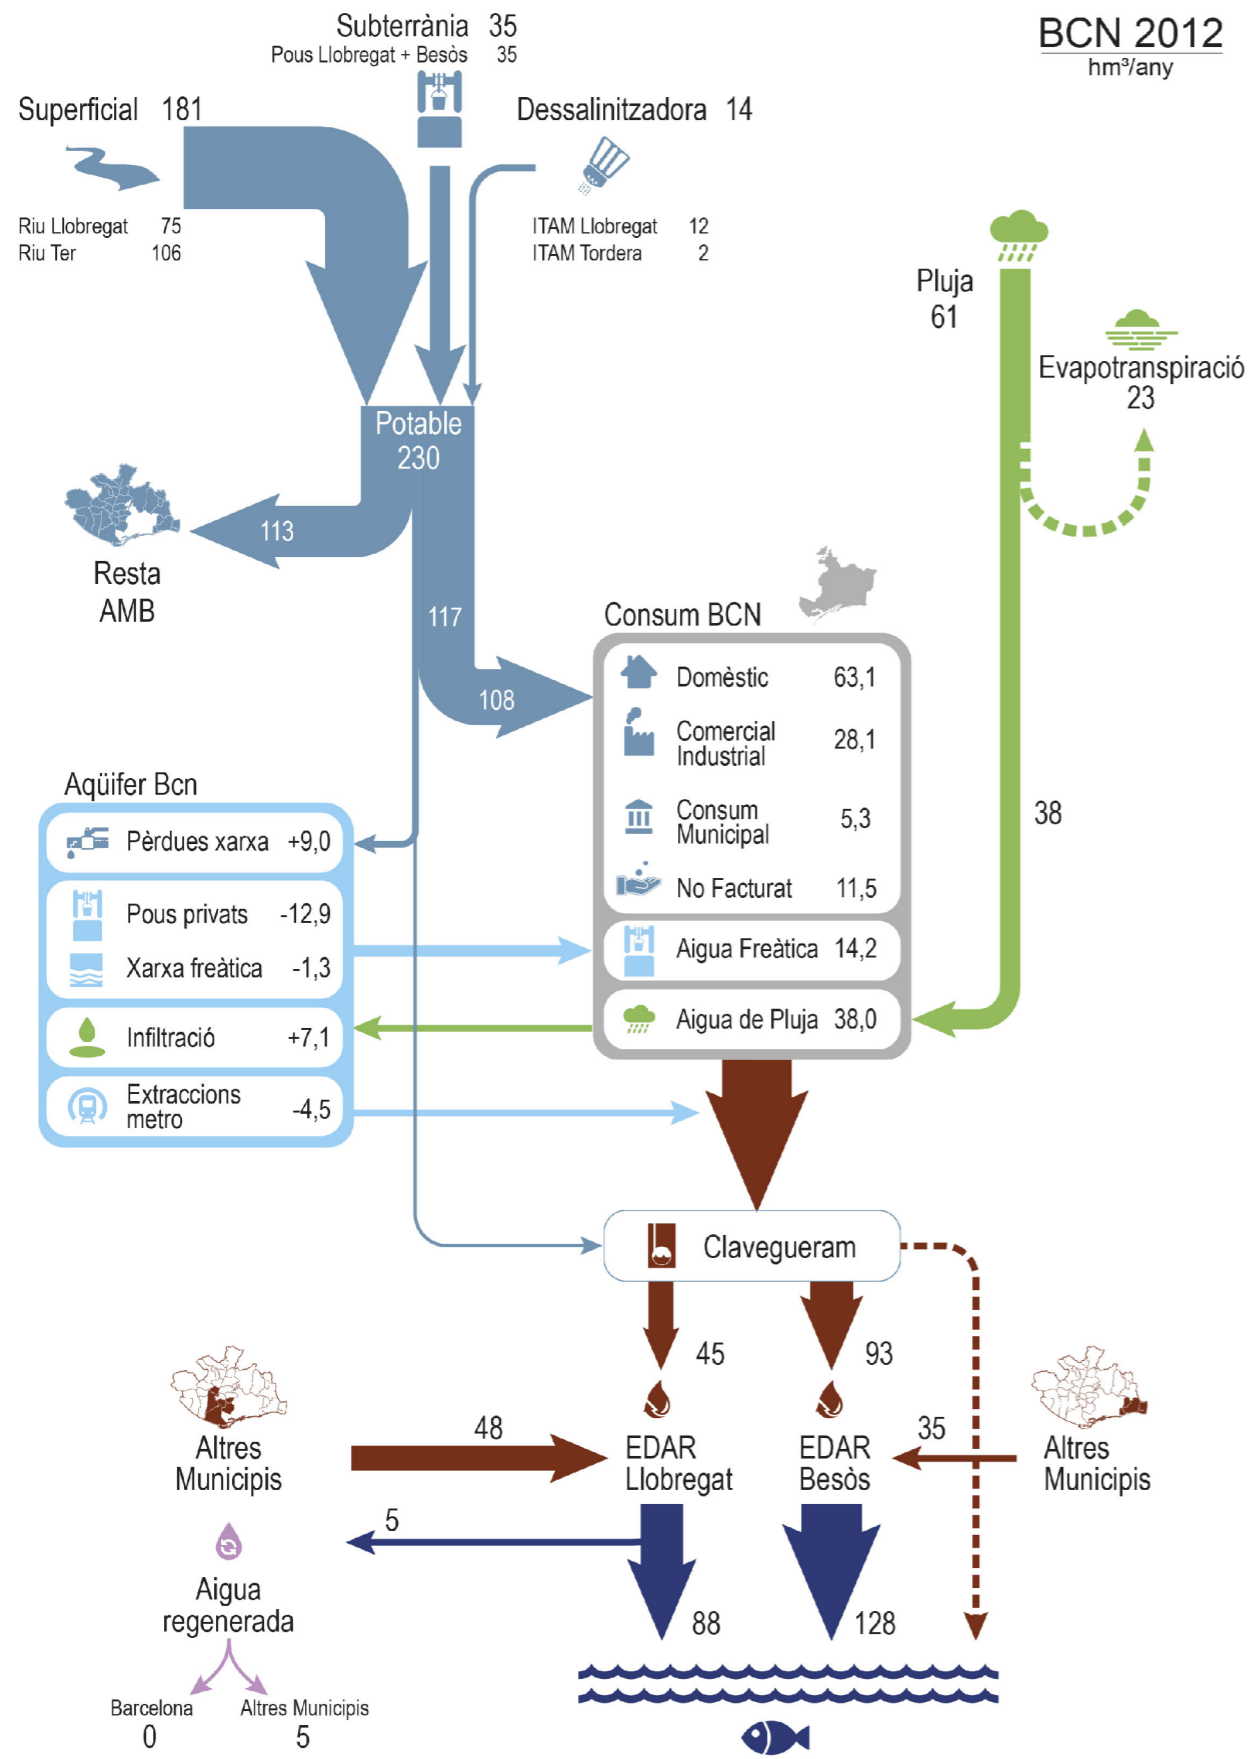 BCN 2012
hm³/any
Subterrània 35
Pous Llobregat + Besòs 35
Superficial 181
Riu Llobregat 75
Riu Ter 106
Dessalinitzadora 14
ITAM Llobregat 12
ITAM Tordera 2
Pluja
61
Evapotranspiració
23
Potable
230
113
Resta
AMB
117
108
Consum BCN
Domèstic 63,1
Comercial
Industrial 28,1
Consum
Municipal 5,3
No Facturat 11,5
Aigua Freàtica 14,2
Aigua de Pluja 38,0
38
Aqüifer Bcn
Pèrdues xarxa +9,0
Pous privats -12,9
Xarxa freàtica -1,3
Infiltració +7,1
Extraccions
metro -4,5
Clavegueram
45
93
Altres
Municipis
48
EDAR
Llobregat
EDAR
Besòs
35
Altres
Municipis
5
88
128
Aigua
regenerada
Barcelona
0
Altres Municipis
5